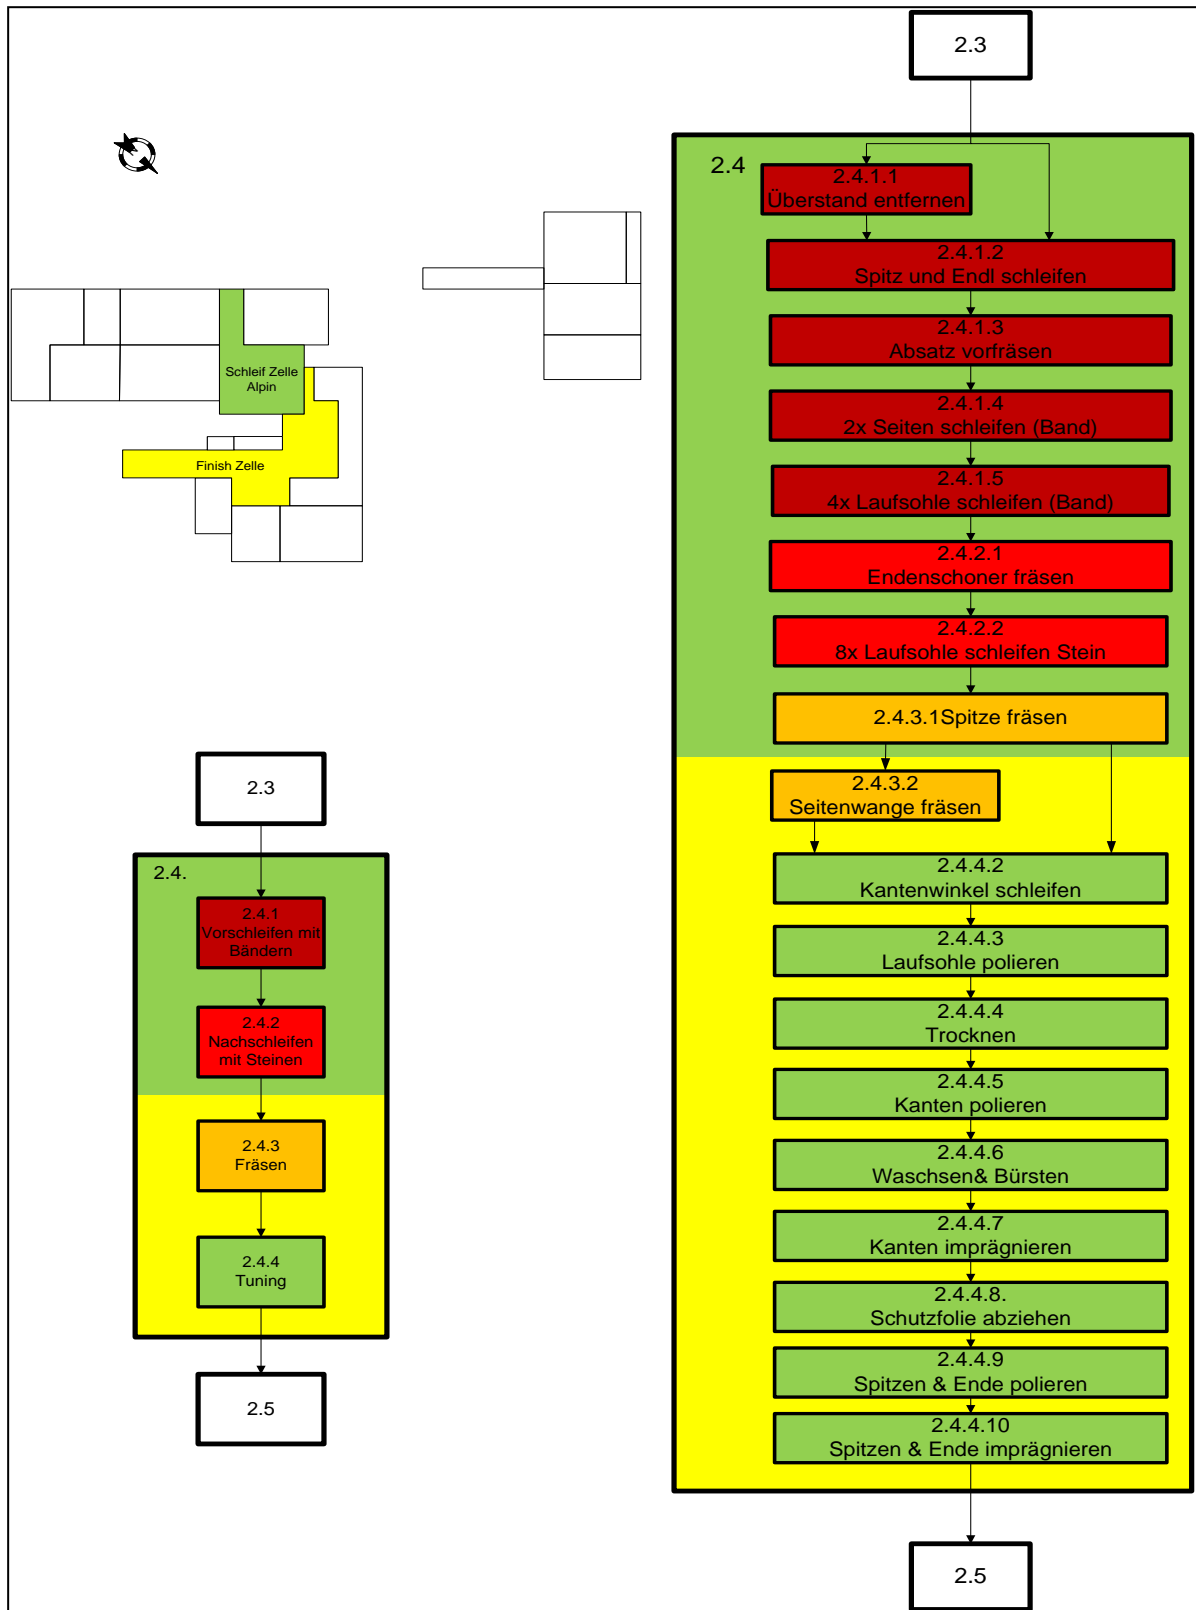 Schleif Zelle
Alpin
Finish Zelle
2.3
2.4.
2.4.1
Vorschleifen mit
Bändern
2.4.2
Nachschleifen
mit Steinen
2.4.3
Fräsen
2.4.4
Tuning
2.5
2.3
2.4
2.4.1.1
Überstand entfernen
2.4.1.2
Spitz und Endl schleifen
2.4.1.3
Absatz vorfräsen
2.4.1.4
2x Seiten schleifen (Band)
2.4.1.5
4x Laufsohle schleifen (Band)
2.4.2.1
Endenschoner fräsen
2.4.2.2
8x Laufsohle schleifen Stein
2.4.3.1Spitze fräsen
2.4.3.2
Seitenwange fräsen
2.4.4.2
Kantenwinkel schleifen
2.4.4.3
Laufsohle polieren
2.4.4.4
Trocknen
2.4.4.5
Kanten polieren
2.4.4.6
Waschsen& Bürsten
2.4.4.7
Kanten imprägnieren
2.4.4.8.
Schutzfolie abziehen
2.4.4.9
Spitzen & Ende polieren
2.4.4.10
Spitzen & Ende imprägnieren
2.5